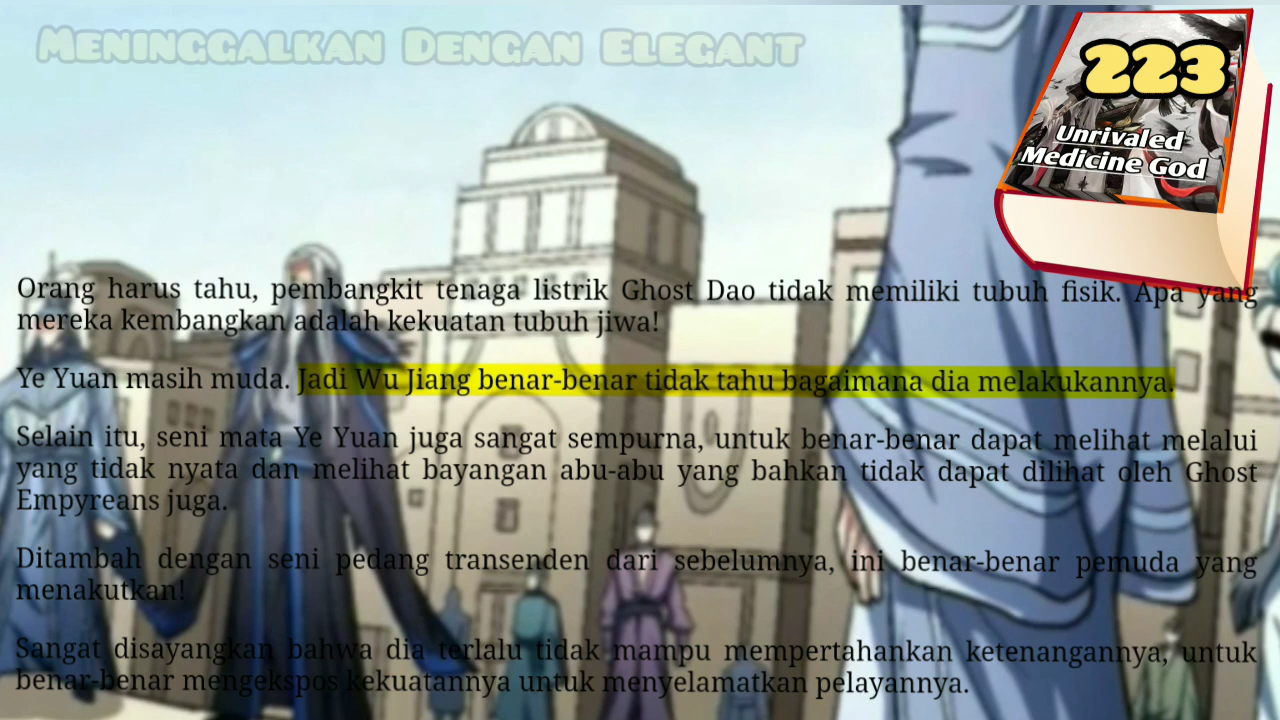 Meninggalkan Dengan Elegant
223
Unrivaled
Medicine God
Orang harus tahu, pembangkit tenaga listrik Ghost Dao tidak memiliki tubuh fisik. Apa yang
mereka kembangkan adalah kekuatan tubuh jiwa!
Ye Yuan masih muda. Jadi Wu Jiang benar-benar tidak tahu bagaimana dia melakukannya.
Selain itu, seni mata Ye Yuan juga sangat sempurna, untuk benar-benar dapat melihat melalui
yang tidak nyata dan melihat bayangan abu-abu yang bahkan tidak dapat dilihat oleh Ghost
Empyreans juga.
Ditambah dengan seni pedang transenden dari sebelumnya, ini benar-benar pemuda yang
menakutkan!
Sangat disayangkan bahwa dia terlalu tidak mampu mempertahankan ketenangannya, untuk
benar-benar mengekspos kekuatannya untuk menyelamatkan pelayannya.